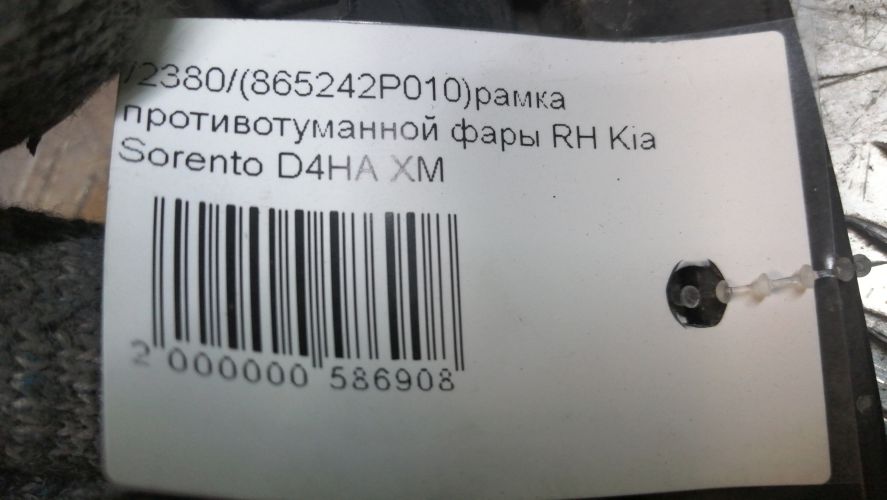 /2380/(865242P010)рамка
противотуманной фары RH Kia
Sorento D4HA XM
2 000000 586908